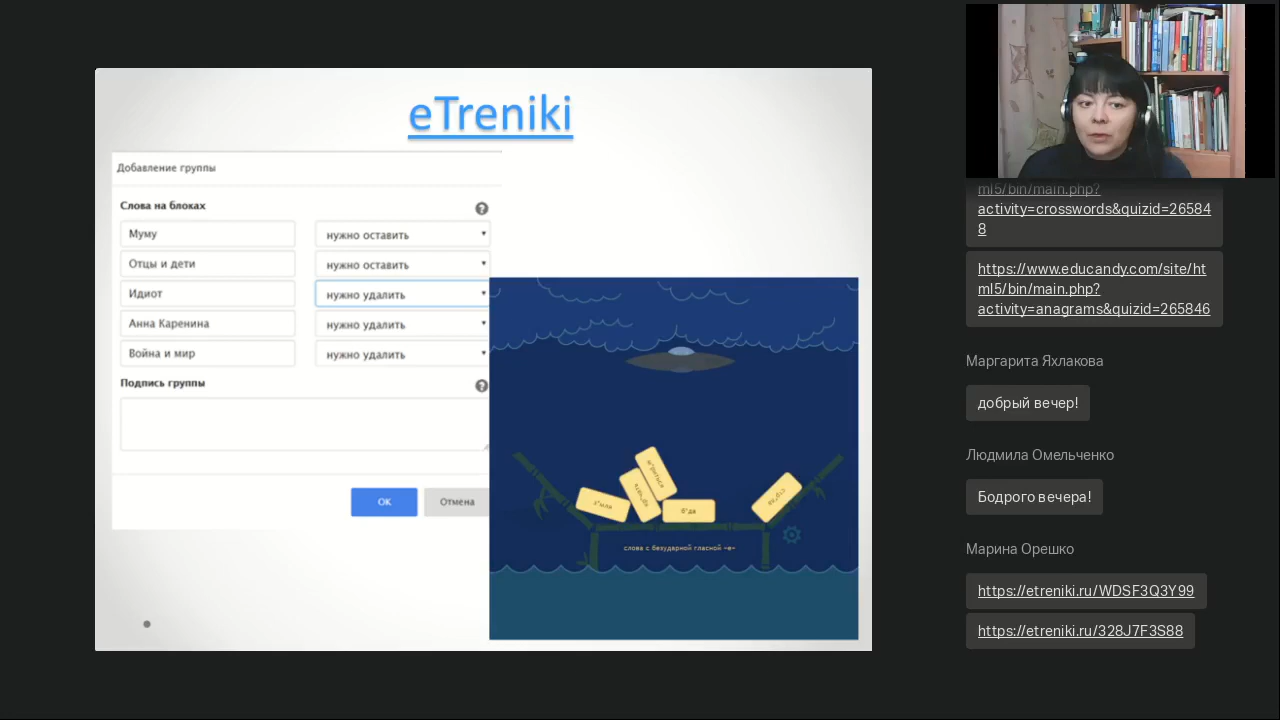 eTreniki
Добавление группы
Слова на блоках
Муму
нужно оставить
Отцы и дети
нужно оставить
Идиот
нужно удалить
Анна Каренина
нужно удалить
Война и мир
нужно удалить
Подпись группы
ОК
Отмена
б*да
слова с безударной гласной -е-
ml5/bin/main.php?
activity=crosswords&quizid=26584
8
https://www.educandy.com/site/ht
ml5/bin/main.php?
activity=anagrams&quizid=265846
Маргарита Яхлакова
добрый вечер!
Людмила Омельченко
Бодрого вечера!
Марина Орешко
https://etreniki.ru/WDSF3Q3Y99
https://etreniki.ru/328J7F3S88